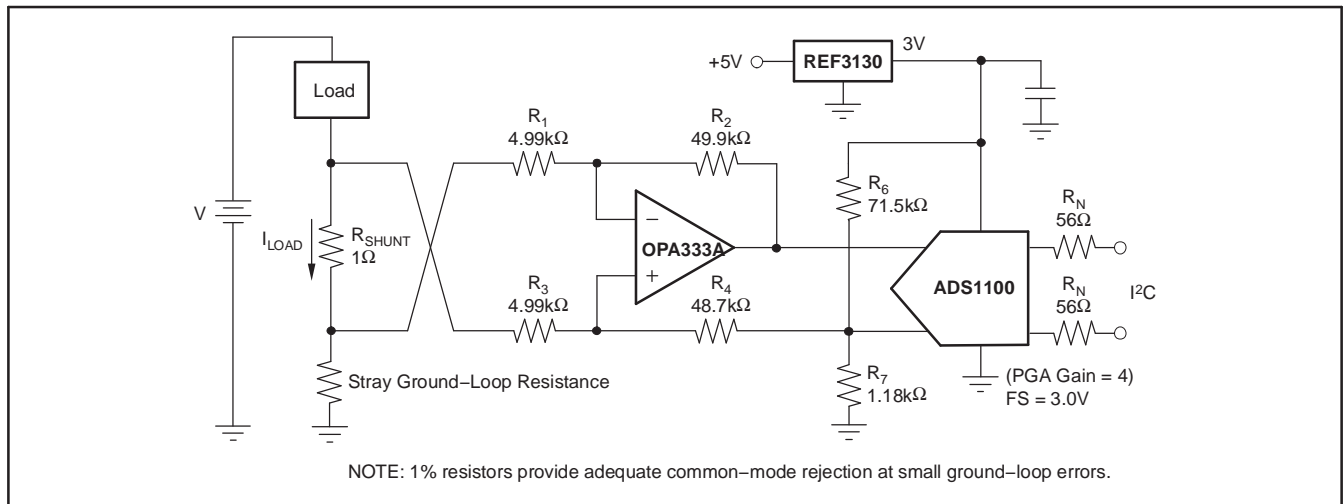 3V
+5V
REF3130
Load
R1
4.99kΩ
R2
49.9kΩ
R6
71.5kΩ
V
ILOAD
RSHUNT
1Ω
−
OPA333A
+
RN
56Ω
ADS1100
RN
56Ω
I²C
R3
4.99kΩ
R4
48.7kΩ
Stray Ground−Loop Resistance
R7
1.18kΩ
(PGA Gain = 4)
FS = 3.0V
NOTE: 1% resistors provide adequate common−mode rejection at small ground−loop errors.